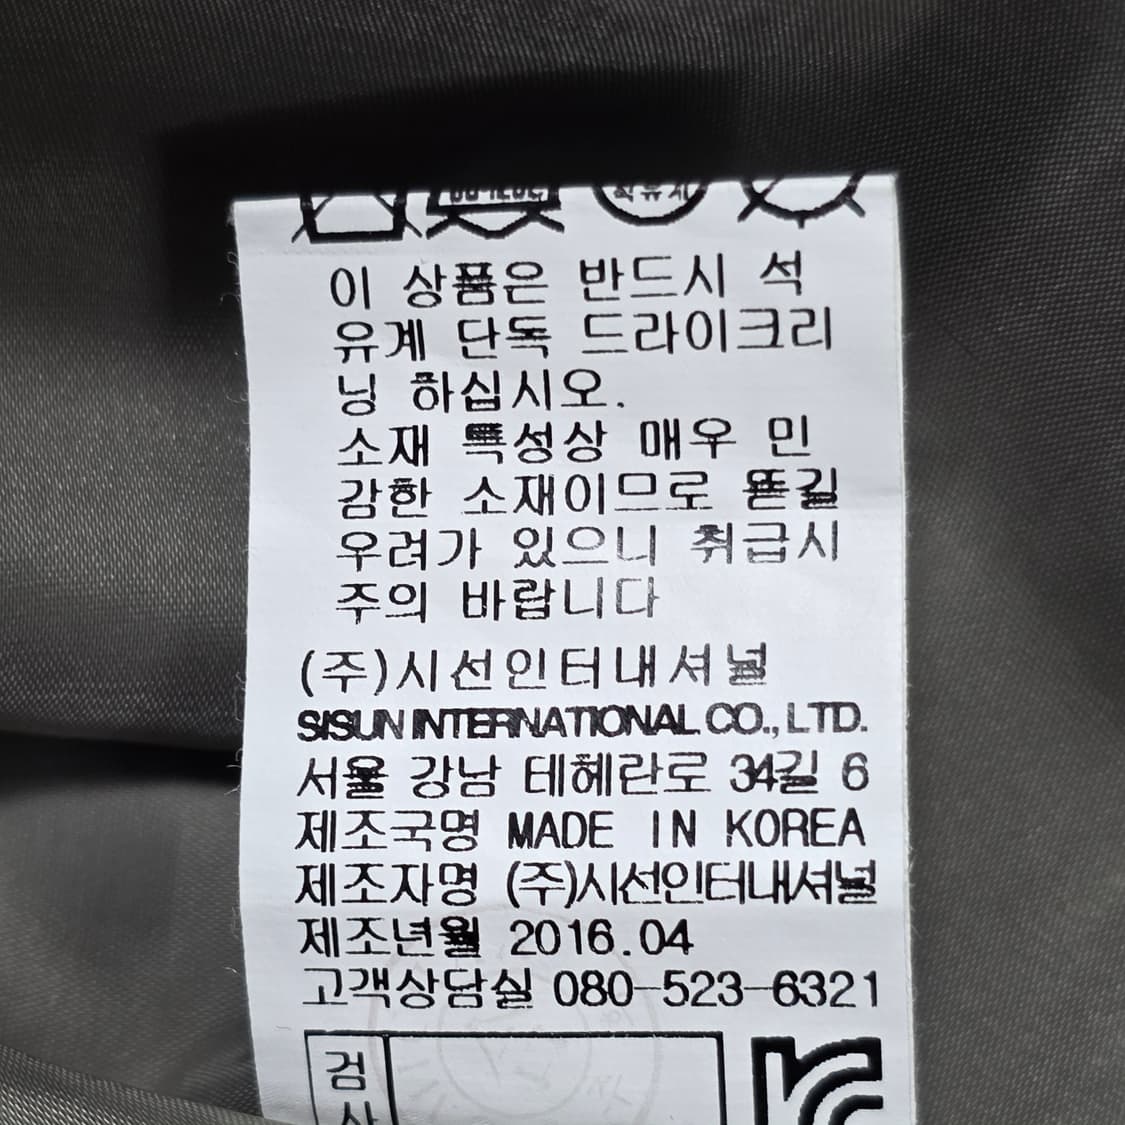 석유계
이 상품은 반드시 석
유계 단독 드라이크리
닝 하십시오.
소재 특성상 매우 민
감한 소재이므로 뜯길
우려가 있으니 취급시
주의 바랍니다
(주)시선인터내셔널
SISUN INTERNATIONAL CO., LTD.
서울 강남 테헤란로 34길 6
제조국명 MADE IN KOREA
제조자명 (주)시선인터내셔널
제조년월 2016.04
고객상담실 080-523-6321
검
사